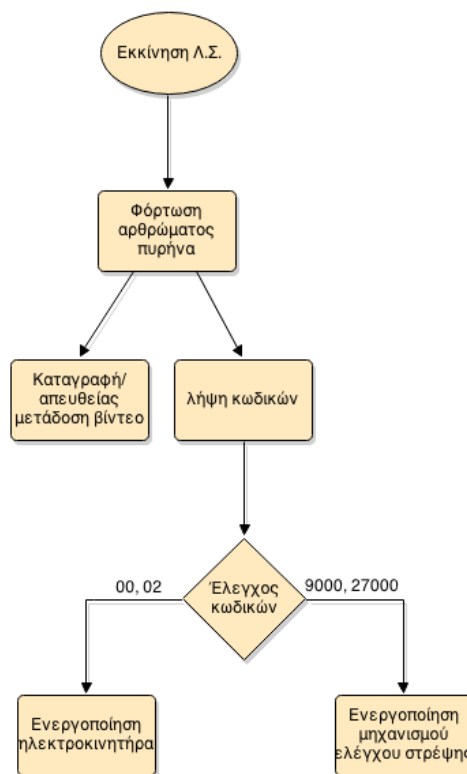 Εκκίνηση Λ.Σ.
Φόρτωση
αρθρώματος
πυρήνα
Καταγραφή/
απευθείας
μετάδοση βίντεο
λήψη κωδικών
Έλεγχος
κωδικών
00, 02
9000, 27000
Ενεργοποίηση
ηλεκτροκινητήρα
Ενεργοποίηση
μηχανισμού
ελέγχου στρέψης